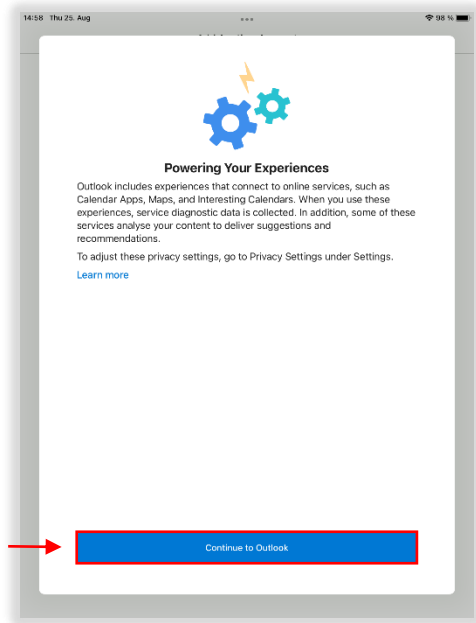 14:58 Thu 25. Aug 98 %
Powering Your Experiences
Outlook includes experiences that connect to online services, such as
Calendar Apps, Maps, and Interesting Calendars. When you use these
experiences, service diagnostic data is collected. In addition, some of these
services analyse your content to deliver suggestions and
recommendations.
To adjust these privacy settings, go to Privacy Settings under Settings.
Learn more
Continue to Outlook